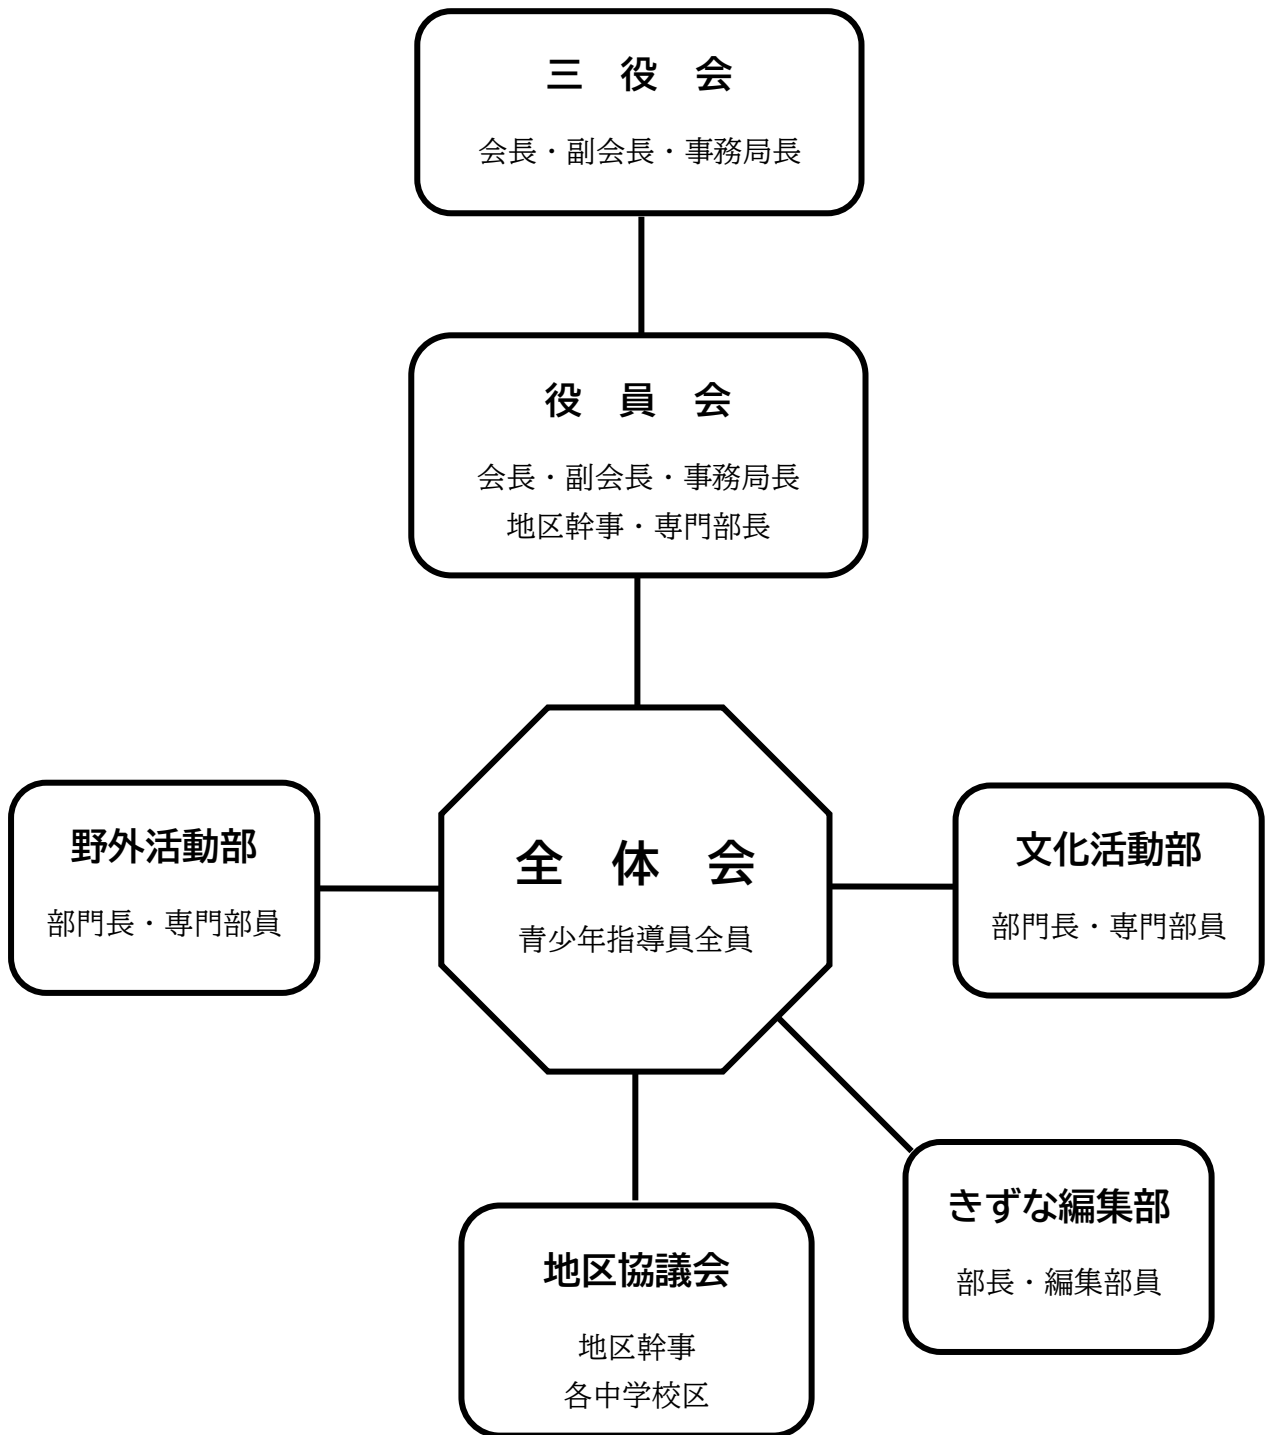 三　役　会
会長・副会長・事務局長
役　員　会
会長・副会長・事務局長
地区幹事・専門部長
野外活動部
部門長・専門部員
全　体　会
青少年指導員全員
文化活動部
部門長・専門部員
きずな編集部
部長・編集部員
地区協議会
地区幹事
各中学校区